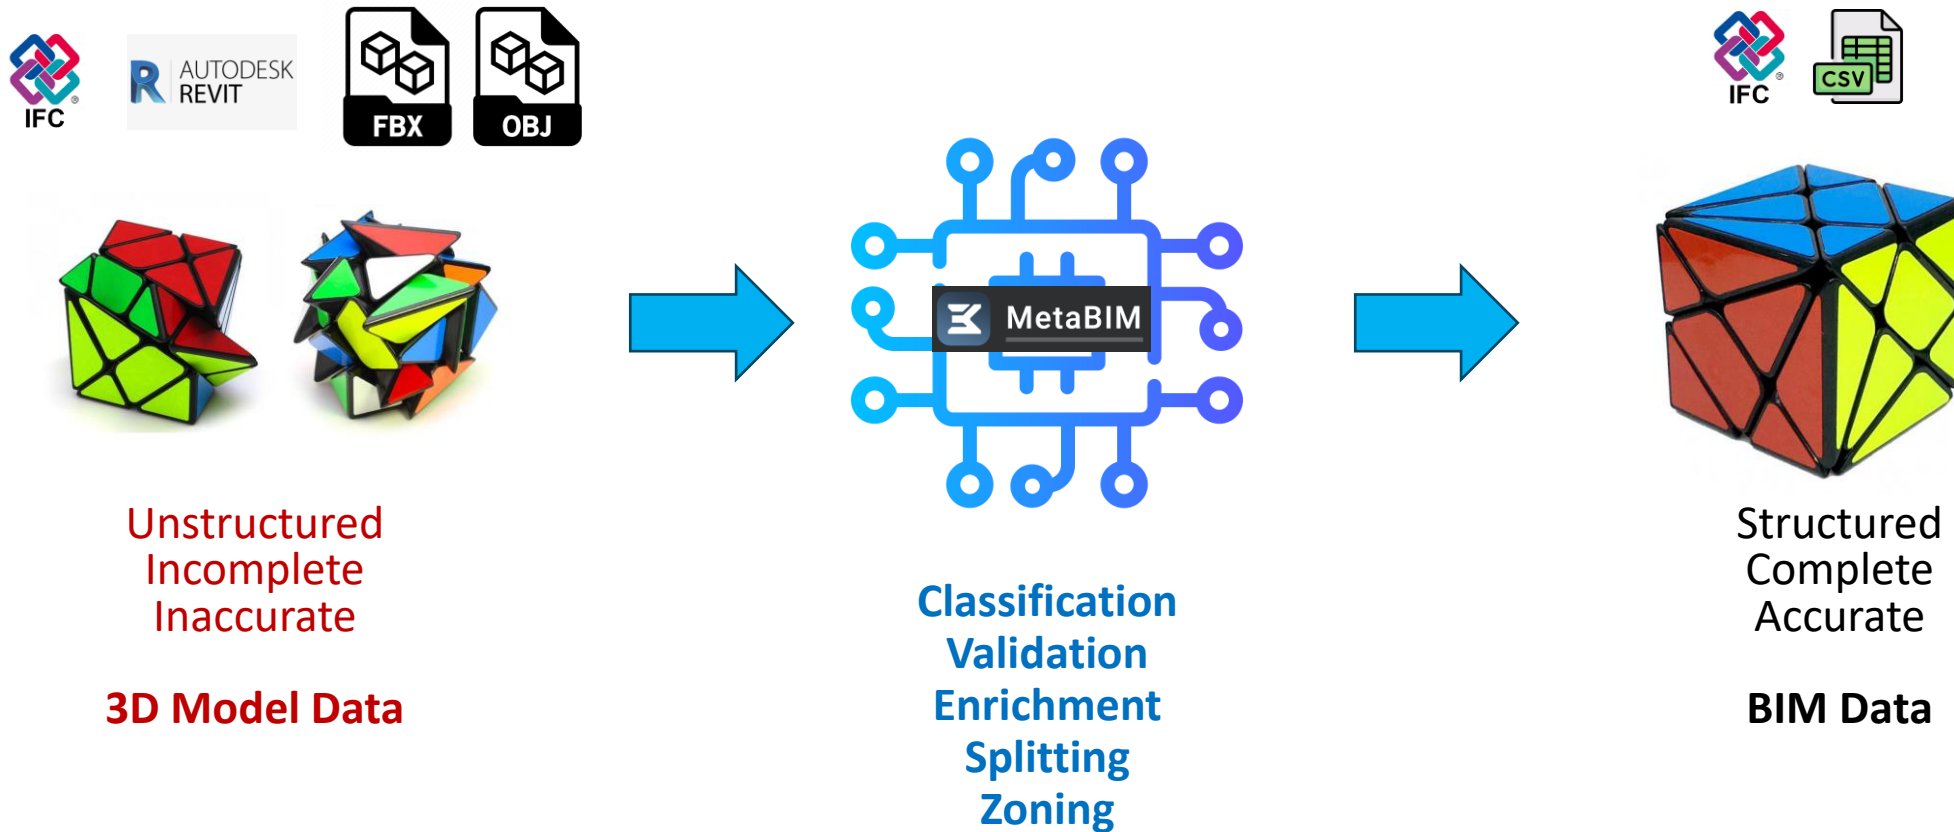 IFC
AUTODESK
REVIT
FBX
OBJ
Unstructured
Incomplete
Inaccurate
3D Model Data
MetaBIM
Classification
Validation
Enrichment
Splitting
Zoning
IFC
CSV
Structured
Complete
Accurate
BIM Data